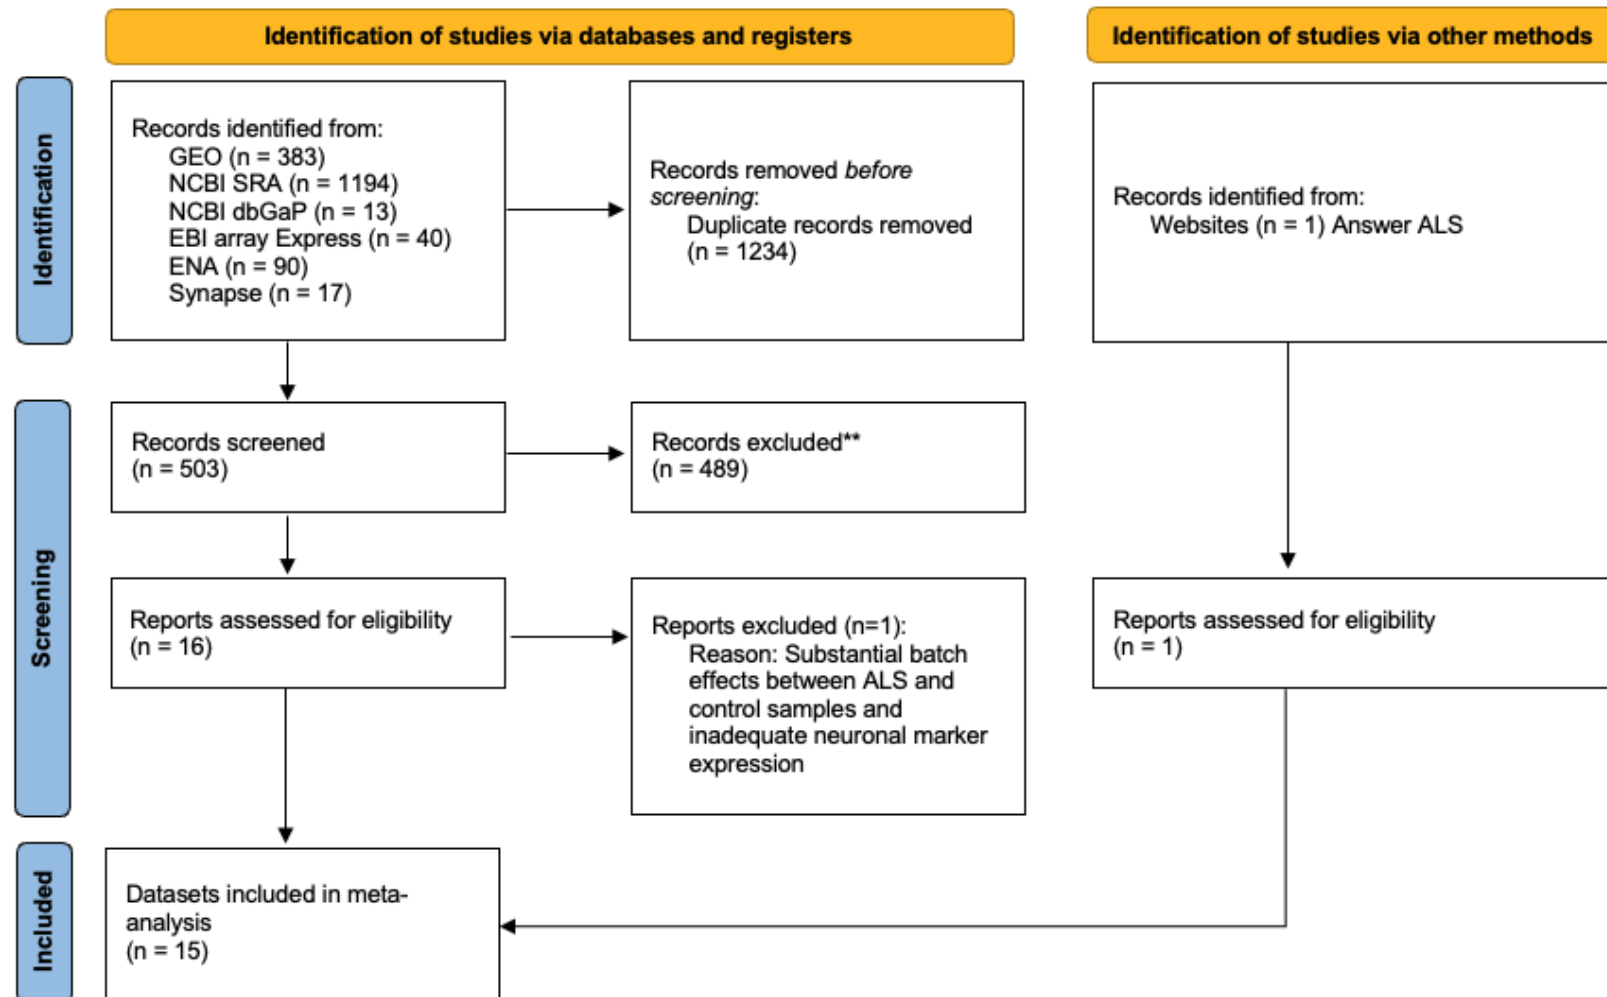 Identification of studies via databases and registers
Identification of studies via other methods
Identification
Records identified from:
GEO (n = 383)
NCBI SRA (n = 1194)
NCBI dbGaP (n = 13)
EBI array Express (n = 40)
ENA (n = 90)
Synapse (n = 17)
Records removed before
screening:
Duplicate records removed
(n = 1234)
Records identified from:
Websites (n = 1) Answer ALS
Screening
Records screened
(n = 503)
Records excluded**
(n = 489)
Reports assessed for eligibility
(n = 16)
Reports excluded (n=1):
Reason: Substantial batch
effects between ALS and
control samples and
inadequate neuronal marker
expression
Reports assessed for eligibility
(n = 1)
Included
Datasets included in meta-
analysis
(n = 15)